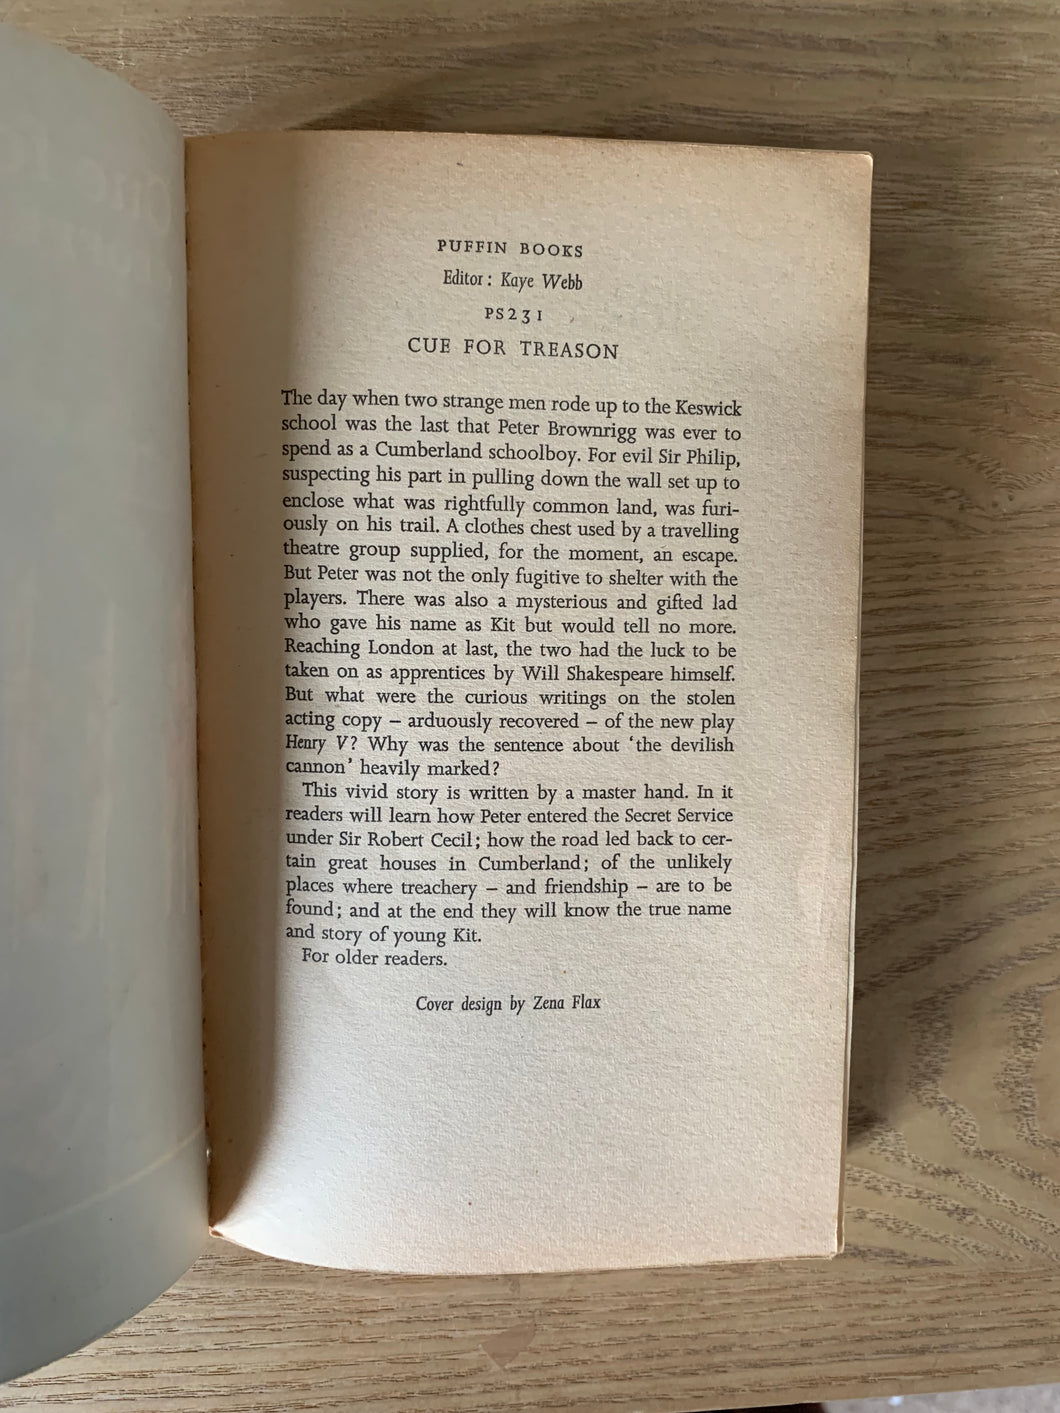 PUFFIN BOOKS
Editor: Kaye Webb
PS231
CUE FOR TREASON
The day when two strange men rode up to the Keswick
school was the last that Peter Brownrigg was ever to
spend as a Cumberland schoolboy. For evil Sir Philip,
suspecting his part in pulling down the wall set up to
enclose what was rightfully common land, was furi-
ously on his trail. A clothes chest used by a travelling
theatre group supplied, for the moment, an escape.
But Peter was not the only fugitive to shelter with the
players. There was also a mysterious and gifted lad
who gave his name as Kit but would tell no more.
Reaching London at last, the two had the luck to be
taken on as apprentices by Will Shakespeare himself.
But what were the curious writings on the stolen
acting copy – arduously recovered – of the new play
Henry V? Why was the sentence about 'the devilish
cannon' heavily marked?
This vivid story is written by a master hand. In it
readers will learn how Peter entered the Secret Service
under Sir Robert Cecil; how the road led back to cer-
tain great houses in Cumberland; of the unlikely
places where treachery – and friendship – are to be
found; and at the end they will know the true name
and story of young Kit.
For older readers.
Cover design by Zena Flax